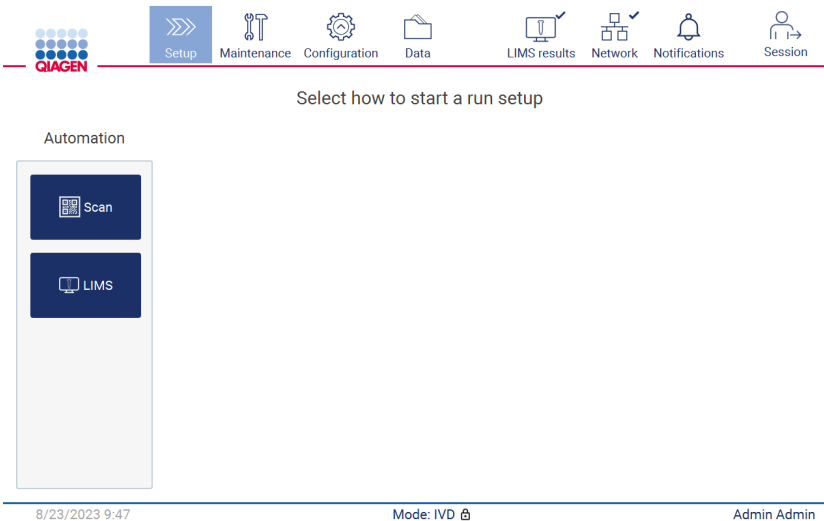 QIAGEN
Setup Maintenance Configuration Data LIMS results Network Notifications Session
Select how to start a run setup
Automation
Scan
LIMS
8/23/2023 9:47 Mode: IVD Admin Admin